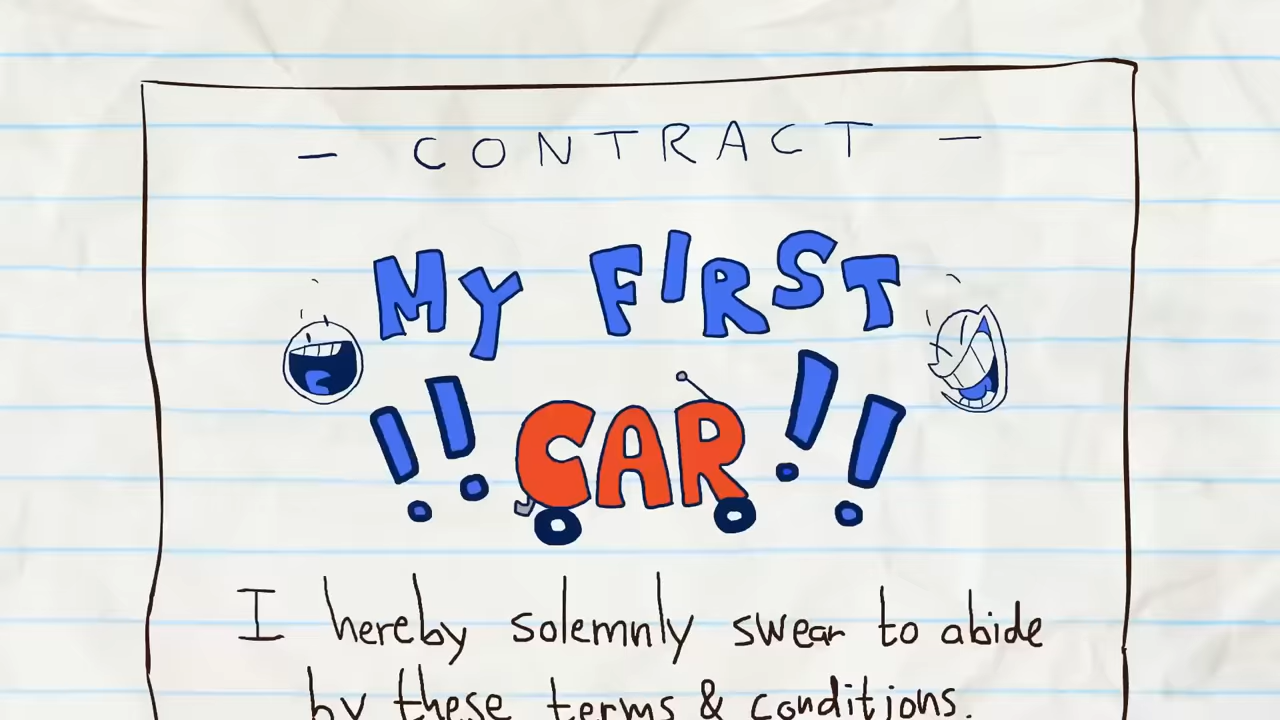 - CONTRACT -
MY FIRST
!! CAR !!
I hereby solemnly swear to abide
by these terms & conditions.